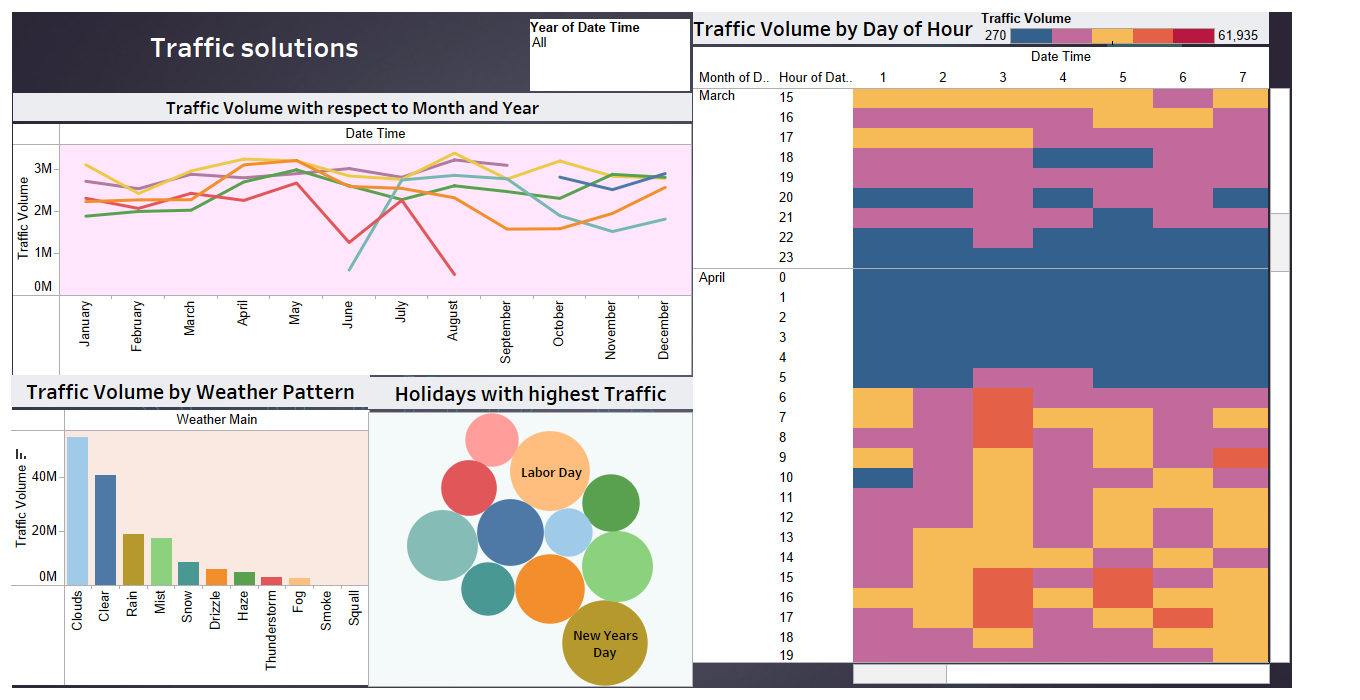 Traffic solutions
Year of Date Time
All
Traffic Volume with respect to Month and Year
Date Time
Traffic Volume
3M
2M
1M
0M
January
February
March
April
May
June
July
August
September
October
November
December
Traffic Volume by Weather Pattern
Weather Main
Traffic Volume
40M
20M
0M
Clouds
Clear
Rain
Mist
Snow
Drizzle
Haze
Thunderstorm
Fog
Smoke
Squall
Holidays with highest Traffic
Labor Day
New Years
Day
Traffic Volume by Day of Hour
Traffic Volume
270 61,935
Date Time
Month of D.. Hour of Dat.. 1 2 3 4 5 6 7
March 15
16
17
18
19
20
21
22
23
April 0
1
2
3
4
5
6
7
8
9
10
11
12
13
14
15
16
17
18
19